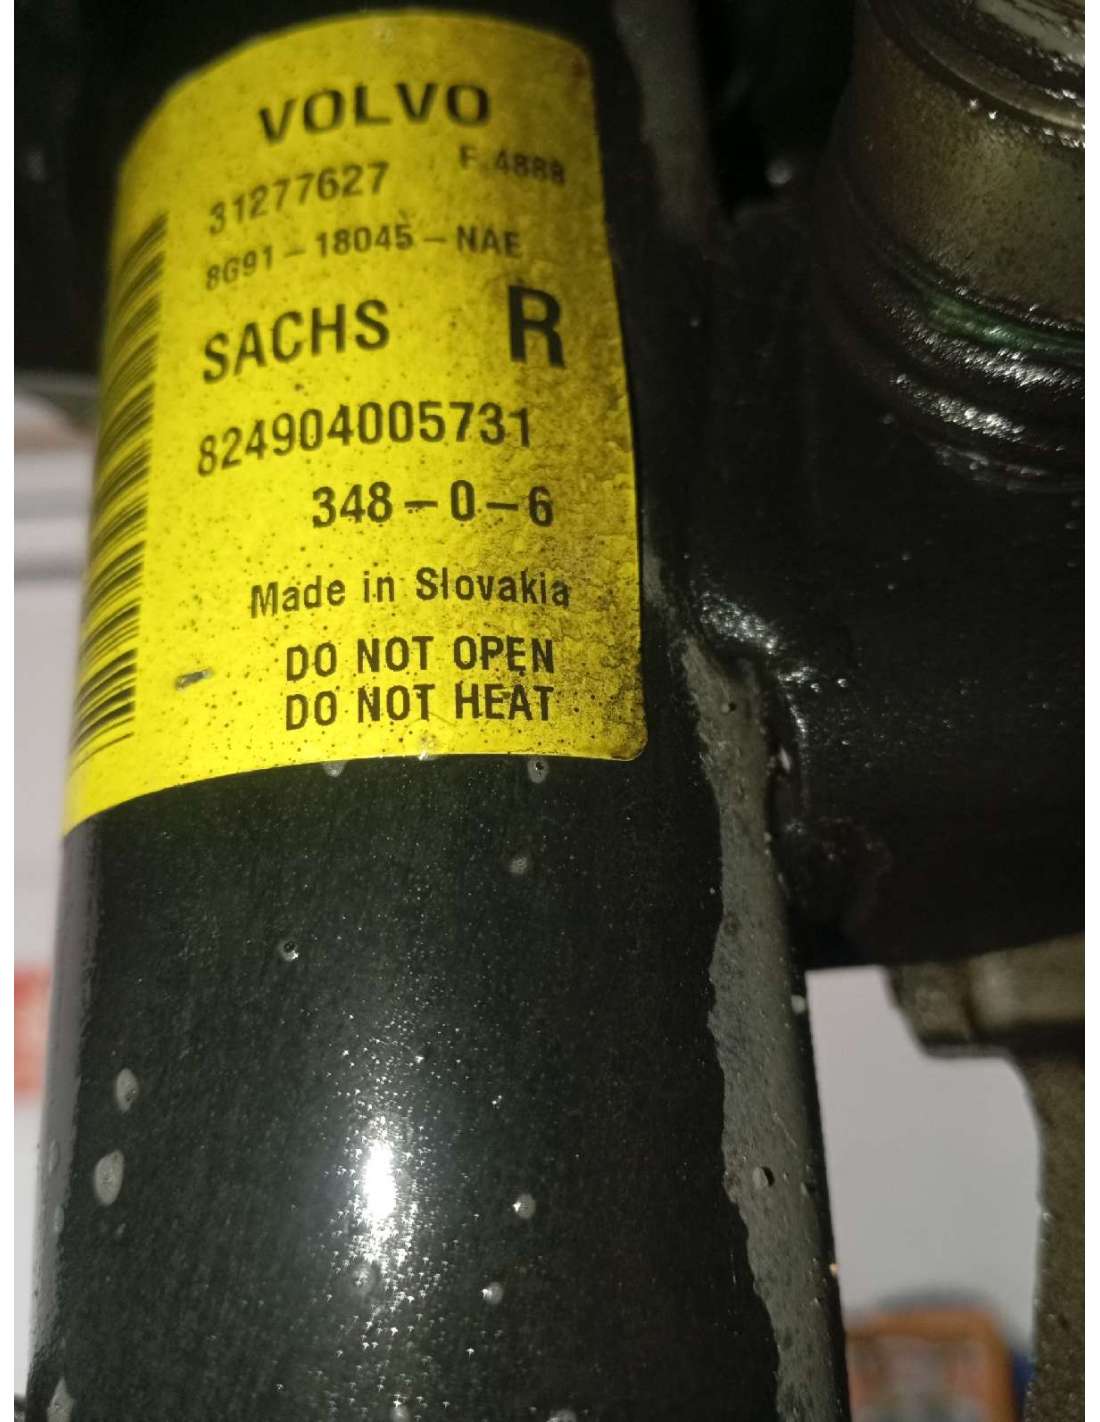 VOLVO
F.4888
31277627
8G91-18045-NAE
SACHS R
824904005731
348-0-6
Made in Slovakia
DO NOT OPEN
DO NOT HEAT